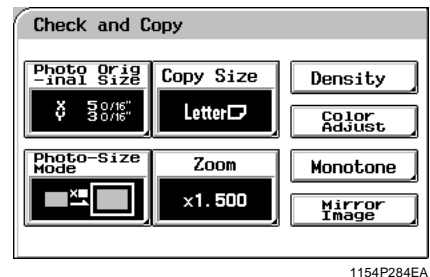 Check and Copy
Photo Orig
-inal Size
X 5 0/16"
Y 3 0/16"
Copy Size
Letter
Density
Color
Adjust
Photo-Size
Mode
Zoom
×1.500
Monotone
Mirror
Image
1154P284EA